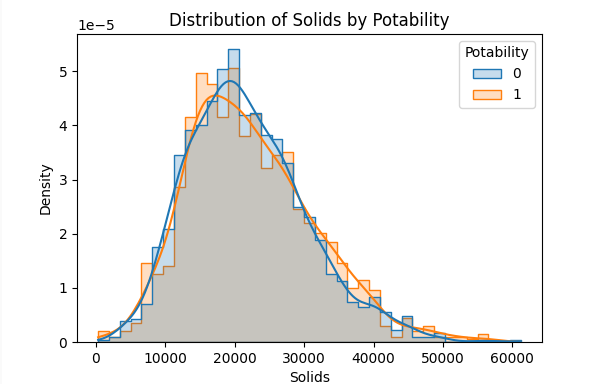 Distribution of Solids by Potability
1e−5
Potability
0
1
5
4
3
2
1
0
Density
0 10000 20000 30000 40000 50000 60000
Solids